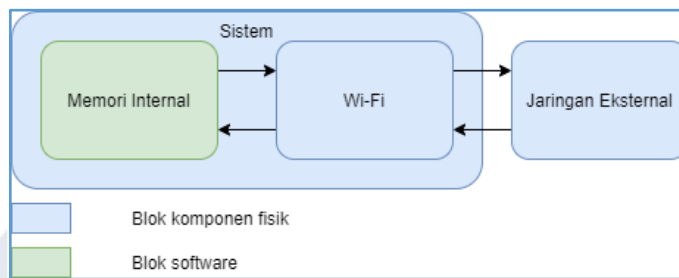 Sistem
Memori Internal
Wi-Fi
Jaringan Eksternal
Blok komponen fisik
Blok software